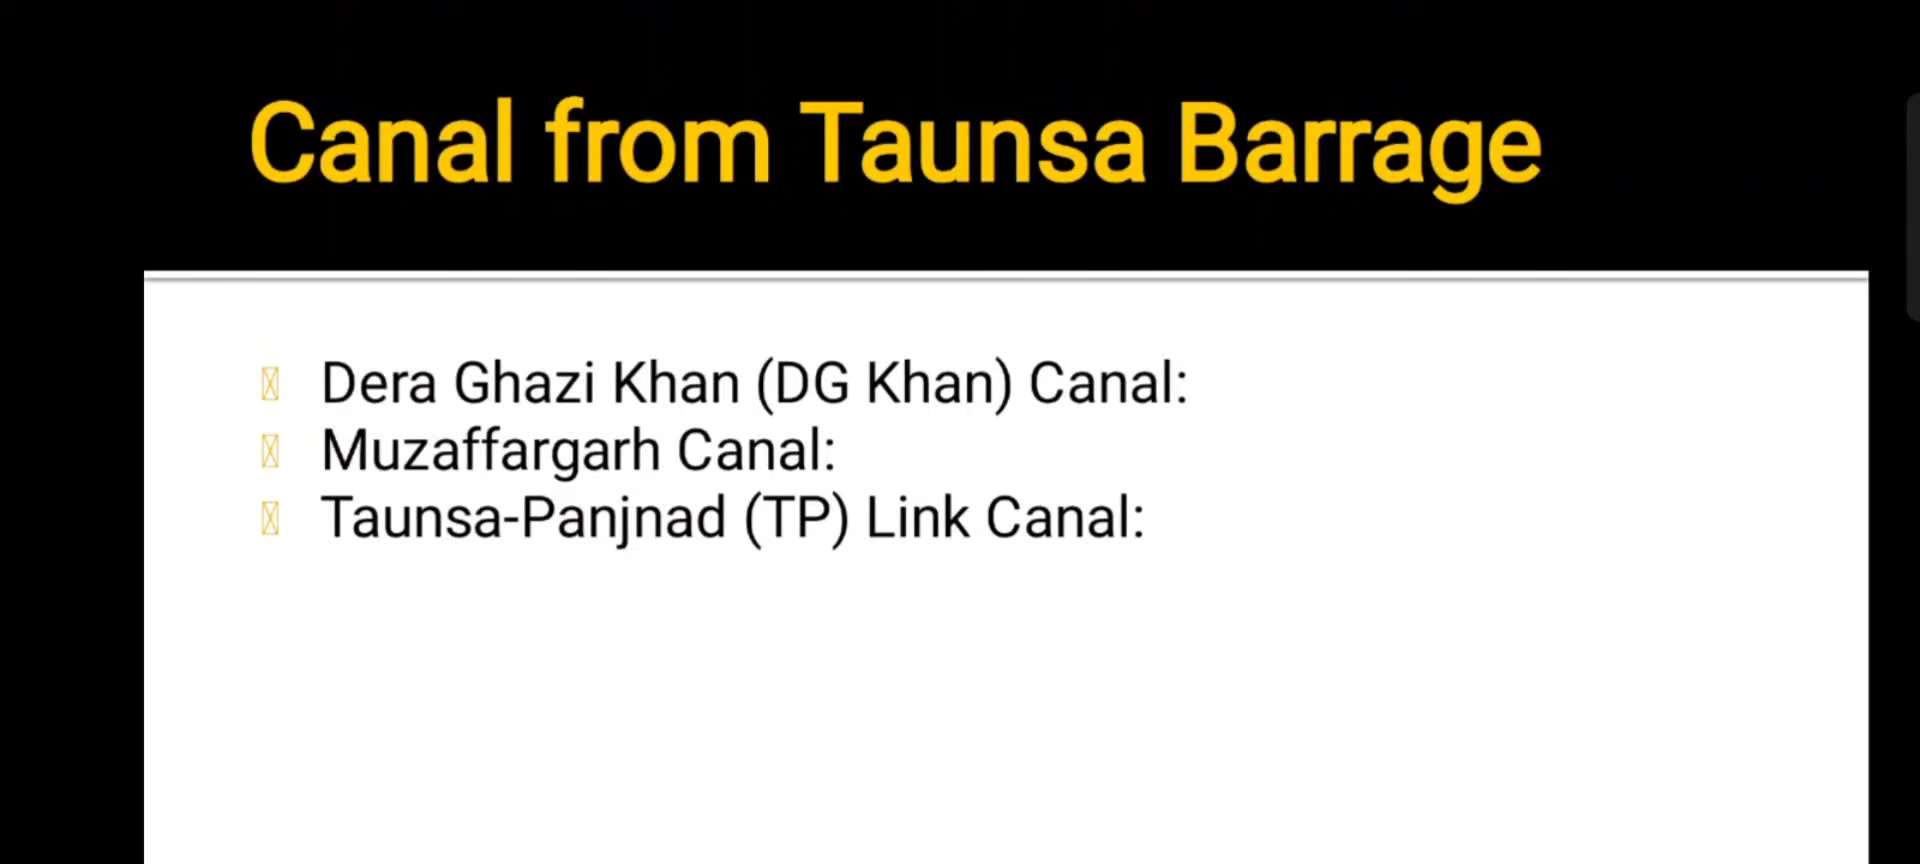 Canal from Taunsa Barrage
Dera Ghazi Khan (DG Khan) Canal:
Muzaffargarh Canal:
Taunsa-Panjnad (TP) Link Canal: